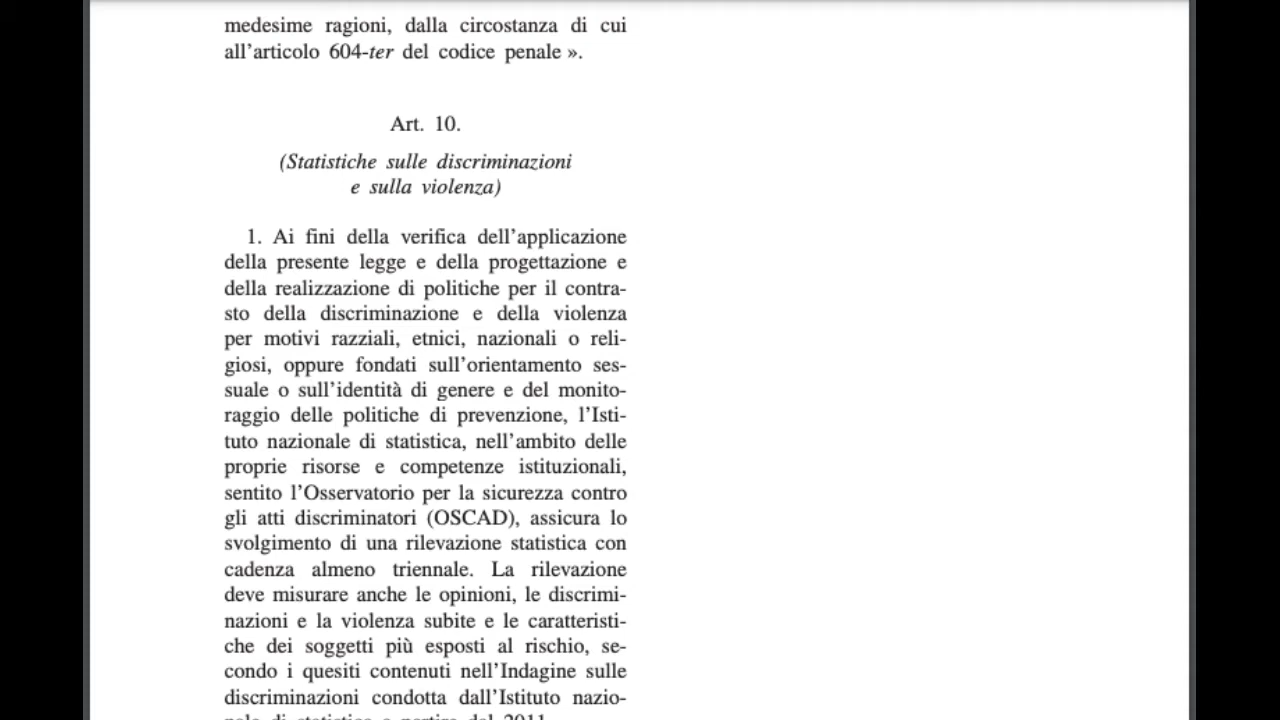 medesime ragioni, dalla circostanza di cui
all'articolo 604-ter del codice penale ».
Art. 10.
(Statistiche sulle discriminazioni
e sulla violenza)
1. Ai fini della verifica dell'applicazione
della presente legge e della progettazione e
della realizzazione di politiche per il contra-
sto della discriminazione e della violenza
per motivi razziali, etnici, nazionali o reli-
giosi, oppure fondati sull'orientamento ses-
suale o sull'identità di genere e del monito-
raggio delle politiche di prevenzione, l'Isti-
tuto nazionale di statistica, nell'ambito delle
proprie risorse e competenze istituzionali,
sentito l'Osservatorio per la sicurezza contro
gli atti discriminatori (OSCAD), assicura lo
svolgimento di una rilevazione statistica con
cadenza almeno triennale. La rilevazione
deve misurare anche le opinioni, le discrimi-
nazioni e la violenza subite e le caratteristi-
che dei soggetti più esposti al rischio, se-
condo i quesiti contenuti nell'Indagine sulle
discriminazioni condotta dall'Istituto nazio-
nale di statistica a partire dal 2011.